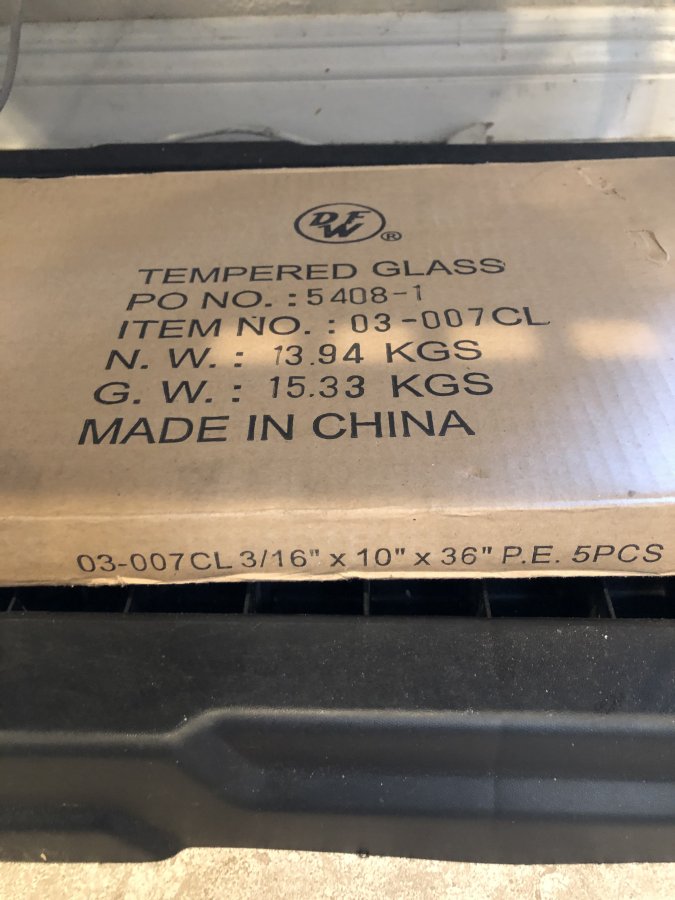 DFW ®
TEMPERED GLASS
PO NO. : 5408-1
ITEM NO. : 03-007CL
N. W. : 13.94 KGS
G. W. : 15.33 KGS
MADE IN CHINA
03-007CL 3/16" x 10" x 36" P.E. 5PCS